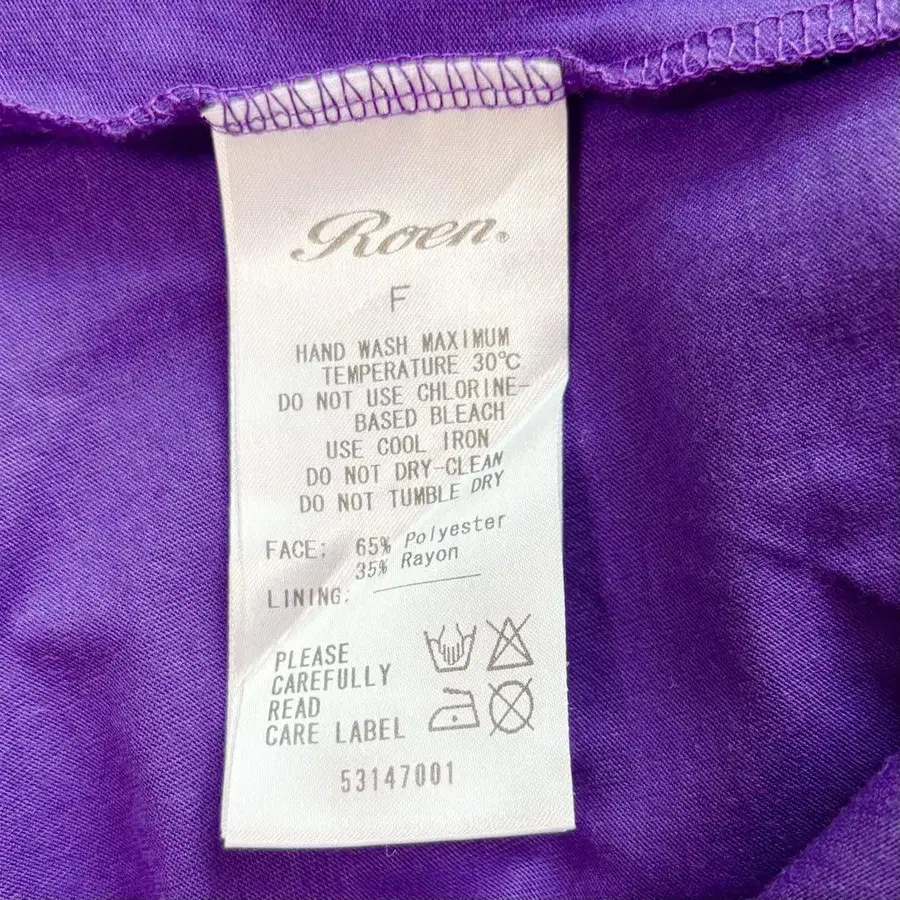 Roen®
F
HAND WASH MAXIMUM
TEMPERATURE 30℃
DO NOT USE CHLORINE-
BASED BLEACH
USE COOL IRON
DO NOT DRY-CLEAN
DO NOT TUMBLE DRY
FACE: 65% Polyester
35% Rayon
LINING:
PLEASE
CAREFULLY
READ
CARE LABEL
53147001